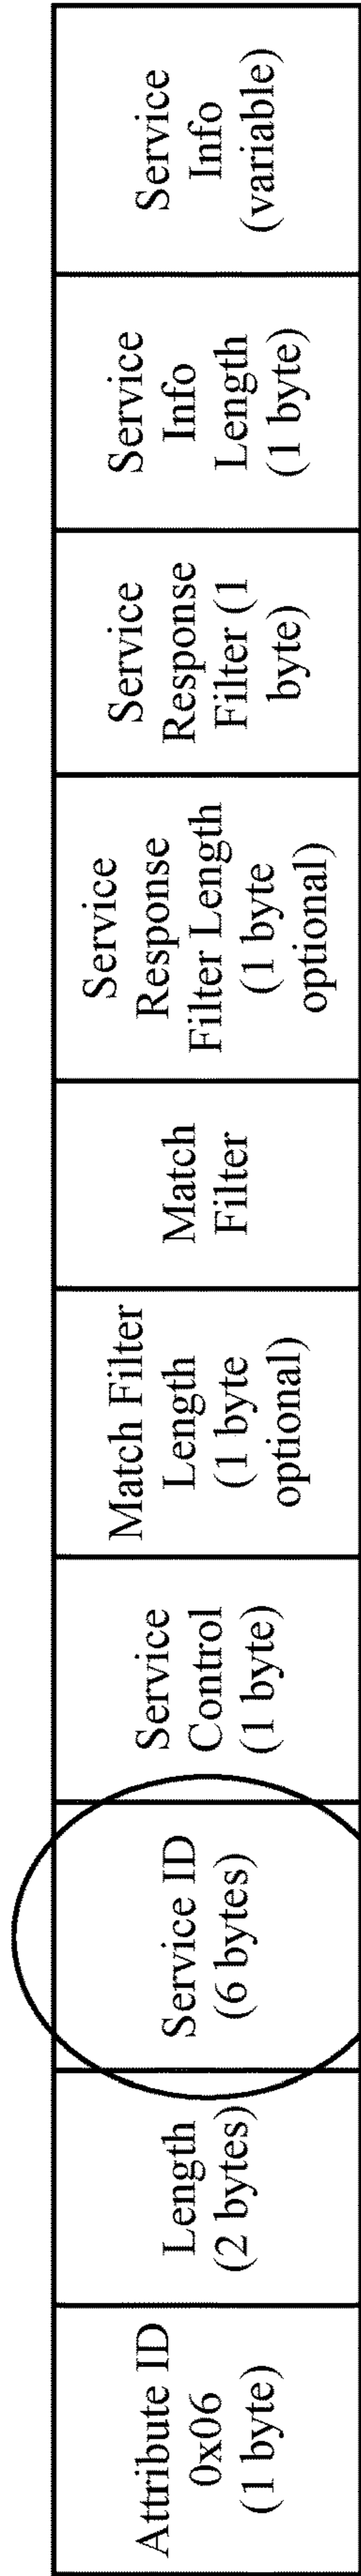 Attribute ID
0x06
(1 byte)
Length
(2 bytes)
Service ID
(6 bytes)
Service
Control
(1 byte)
Match Filter
Length
(1 byte
optional)
Match
Filter
Service
Response
Filter Length
(1 byte
optional)
Service
Response
Filter (1
byte)
Service
Info
Length
(1 byte)
Service
Info
(variable)